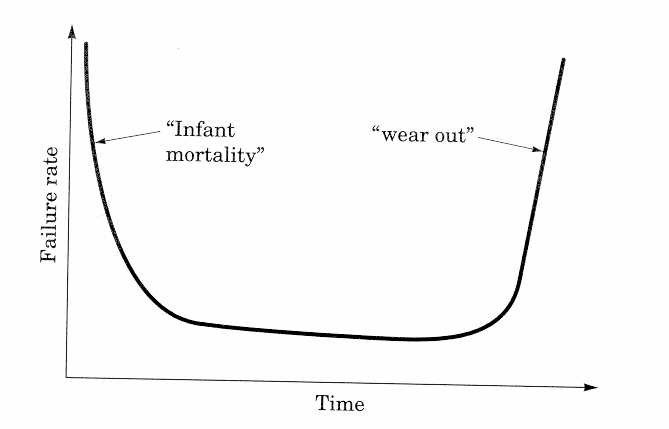 “Infant
mortality”
“wear out”
Failure rate
Time